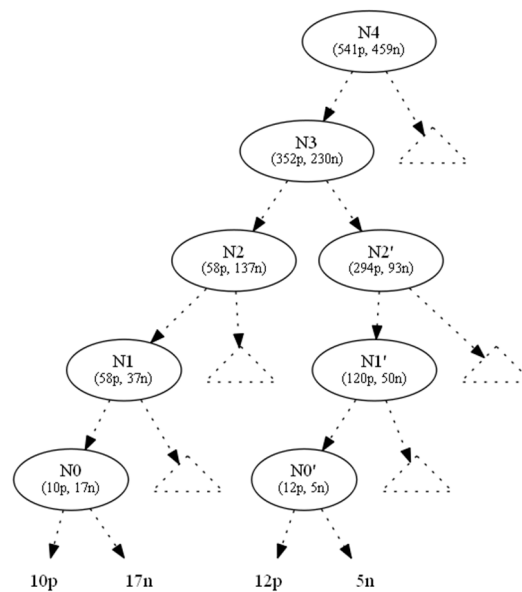 N4
(541p, 459n)
N3
(352p, 230n)
N2
(58p, 137n)
N2'
(294p, 93n)
N1
(58p, 37n)
N1'
(120p, 50n)
N0
(10p, 17n)
N0'
(12p, 5n)
10p 17n 12p 5n